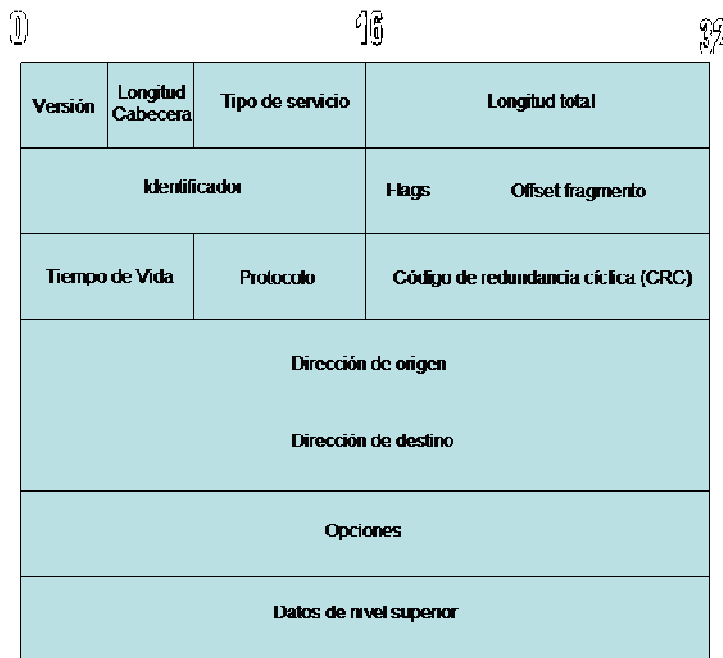 0 16 32
Versión Longitud Cabecera Tipo de servicio Longitud total
Identificador Flags Offset fragmento
Tiempo de Vida Protocolo Código de redundancia cíclica (CRC)
Dirección de origen
Dirección de destino
Opciones
Datos de nivel superior